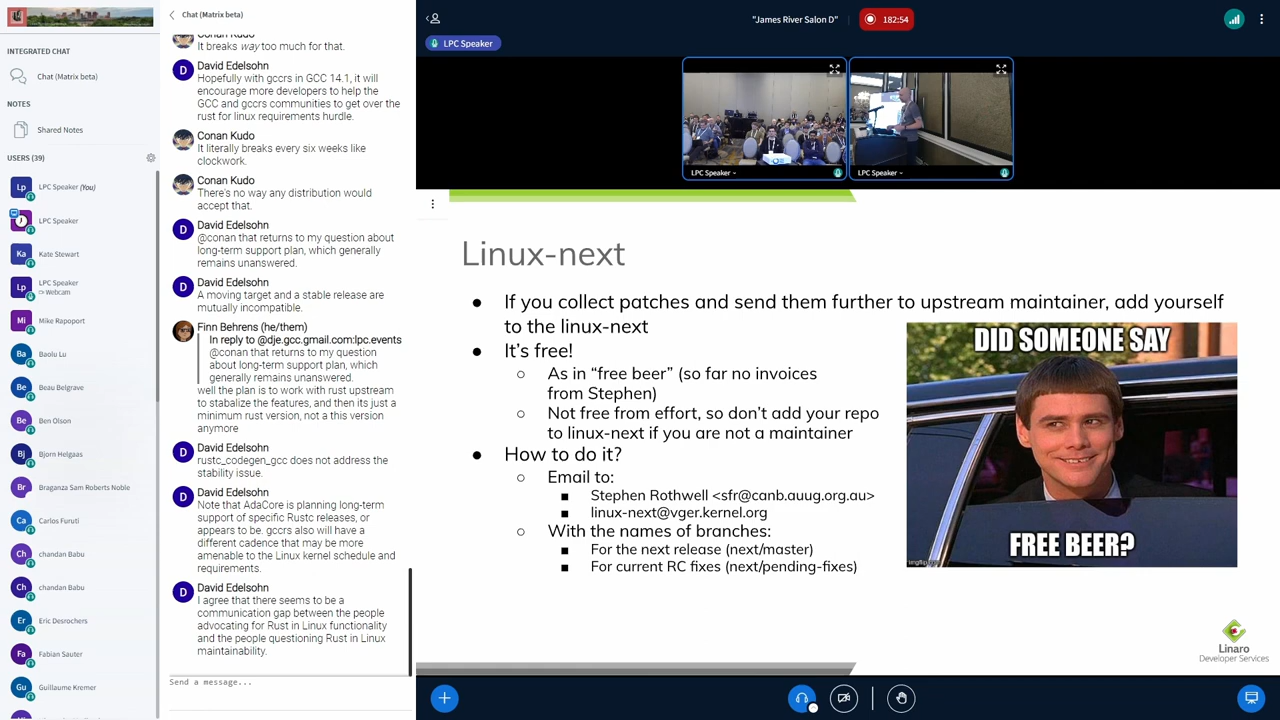 INTEGRATED CHAT
Chat (Matrix beta)
NOTES
Shared Notes
USERS (39)
Lp LPC Speaker (You)
LPC Speaker
Ka Kate Stewart
Lp LPC Speaker
Webcam
Mi Mike Rapoport
Ba Baolu Lu
Be Beau Belgrave
Be Ben Olson
Bj Bjorn Helgaas
Br Braganza Sam Roberts Noble
Ca Carlos Furuti
Ch chandan Babu
Ch chandan Babu
Er Eric Desrochers
Fa Fabian Sauter
Gu Guillaume Kremer
Chat (Matrix beta)
Conan Kudo
It breaks way too much for that.
D David Edelsohn
Hopefully with gccrs in GCC 14.1, it will
encourage more developers to help the
GCC and gccrs communities to get over the
rust for linux requirements hurdle.
Conan Kudo
It literally breaks every six weeks like
clockwork.
Conan Kudo
There's no way any distribution would
accept that.
D David Edelsohn
@conan that returns to my question about
long-term support plan, which generally
remains unanswered.
D David Edelsohn
A moving target and a stable release are
mutually incompatible.
Finn Behrens (he/them)
In reply to @dje.gcc.gmail.com:lpc.events
@conan that returns to my question
about long-term support plan, which
generally remains unanswered.
well the plan is to work with rust upstream
to stabalize the features, and then its just a
minimum rust version, not a this version
anymore
D David Edelsohn
rustc_codegen_gcc does not address the
stability issue.
D David Edelsohn
Note that AdaCore is planning long-term
support of specific Rustc releases, or
appears to be. gccrs also will have a
different cadence that may be more
amenable to the Linux kernel schedule and
requirements.
D David Edelsohn
I agree that there seems to be a
communication gap between the people
advocating for Rust in Linux functionality
and the people questioning Rust in Linux
maintainability.
Send a message...
"James River Salon D"
182:54
LPC Speaker
LPC Speaker
LPC Speaker
Linux-next
● If you collect patches and send them further to upstream maintainer, add yourself
to the linux-next
● It's free!
○ As in “free beer” (so far no invoices
from Stephen)
○ Not free from effort, so don't add your repo
to linux-next if you are not a maintainer
● How to do it?
○ Email to:
■ Stephen Rothwell <sfr@canb.auug.org.au>
■ linux-next@vger.kernel.org
○ With the names of branches:
■ For the next release (next/master)
■ For current RC fixes (next/pending-fixes)
DID SOMEONE SAY
FREE BEER?
Linaro
Developer Services